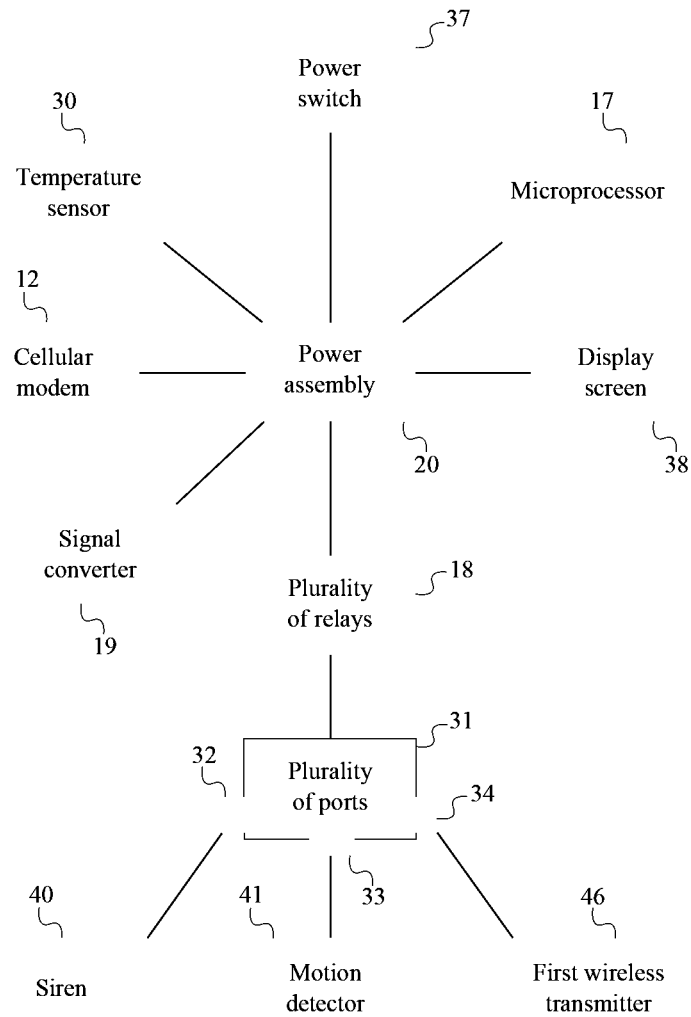 37
Power
switch
30
17
Temperature
sensor
Microprocessor
12
Cellular
modem
Power
assembly
Display
screen
20
38
Signal
converter
19
18
Plurality
of relays
31
32
Plurality
of ports
34
33
40
41
46
Siren
Motion
detector
First wireless
transmitter